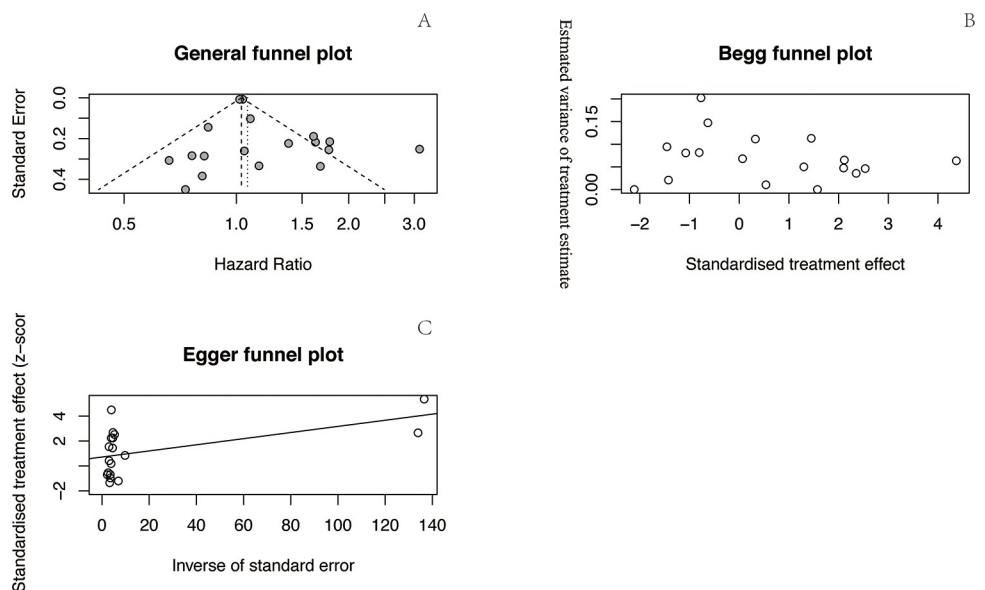 A
General funnel plot
Standard Error
0.0
0.2
0.4
0.5 1.0 1.5 2.0 3.0
Hazard Ratio
B
Begg funnel plot
Estmated variance of treatment estimate
0.15
0.00
−2 −1 0 1 2 3 4
Standardised treatment effect
C
Egger funnel plot
Standardised treatment effect (z−scor
4
2
−2
0 20 40 60 80 100 120 140
Inverse of standard error